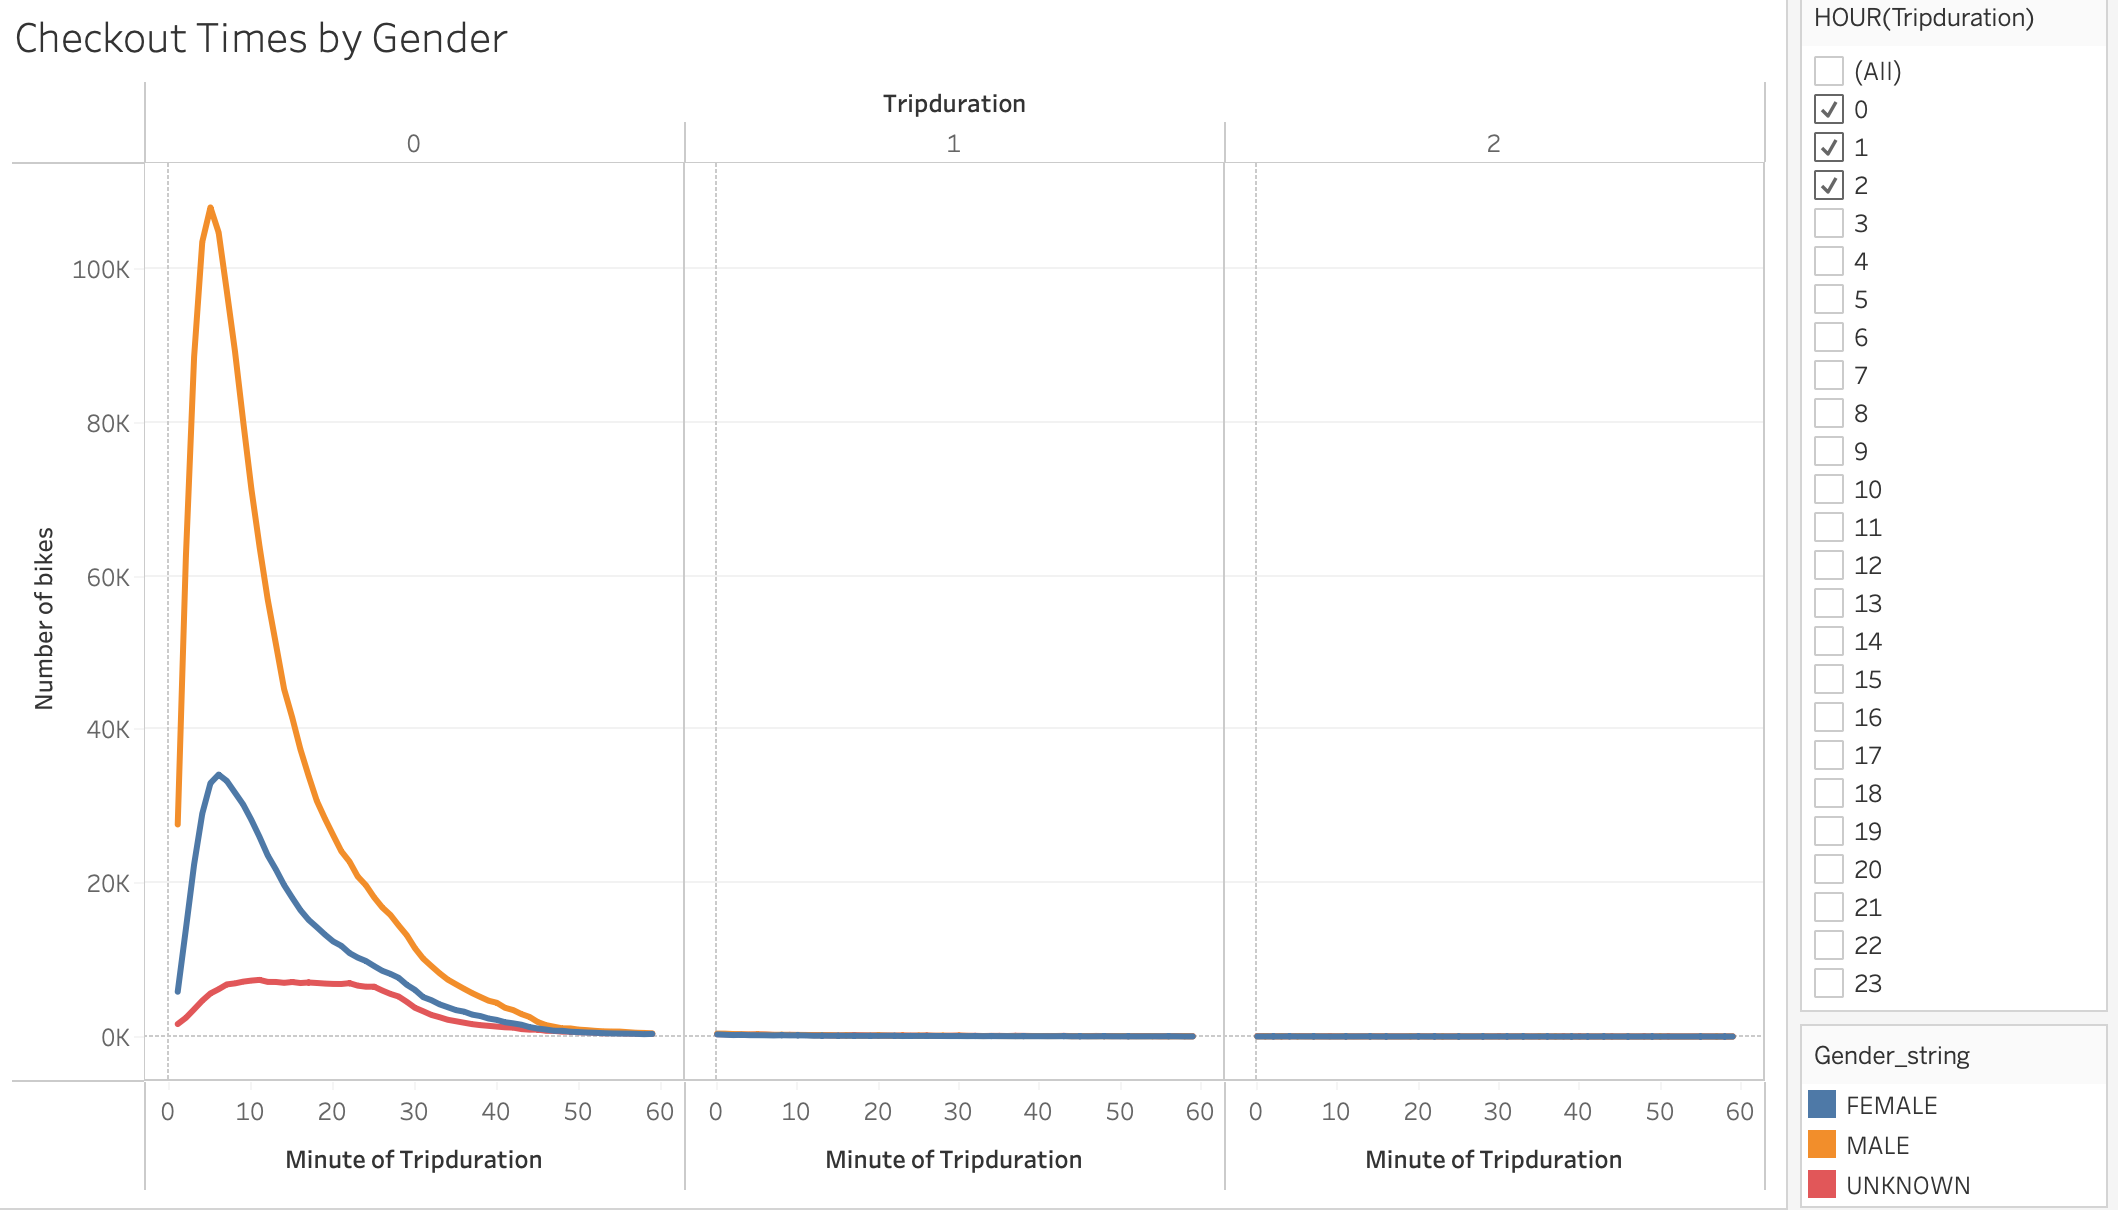 Checkout Times by Gender
Tripduration
0 1 2
100K
80K
60K
40K
20K
0K
Number of bikes
0 10 20 30 40 50 60 0 10 20 30 40 50 60 0 10 20 30 40 50 60
Minute of Tripduration Minute of Tripduration Minute of Tripduration
HOUR(Tripduration)
(All)
0
1
2
3
4
5
6
7
8
9
10
11
12
13
14
15
16
17
18
19
20
21
22
23
Gender_string
FEMALE
MALE
UNKNOWN